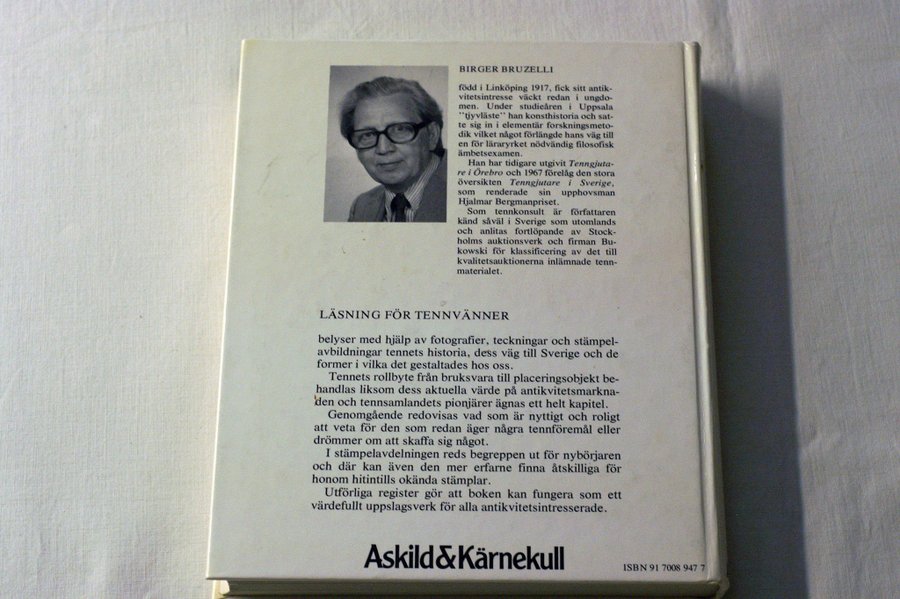 BIRGER BRUZELLI
född i Linköping 1917, fick sitt antik-
vitetsintresse väckt redan i ungdo-
men. Under studieåren i Uppsala
"tjyvläste" han konsthistoria och sat-
te sig in i elementär forskningsmeto-
dik vilket något förlängde hans väg till
en för läraryrket nödvändig filosofisk
ämbetsexamen.
Han har tidigare utgivit Tenngjuta-
re i Örebro och 1967 förelåg den stora
översikten Tenngjutare i Sverige,
som renderade sin upphovsman
Hjalmar Bergmanpriset.
Som tennkonsult är författaren
känd såväl i Sverige som utomlands
och anlitas fortlöpande av Stock-
holms auktionsverk och firman Bu-
kowski för klassificering av det till
kvalitetsauktionerna inlämnade tenn-
materialet.
LÄSNING FÖR TENNVÄNNER
belyser med hjälp av fotografier, teckningar och stämpel-
avbildningar tennets historia, dess väg till Sverige och de
former i vilka det gestaltades hos oss.
Tennets rollbyte från bruksvara till placeringsobjekt be-
handlas liksom dess aktuella värde på antikvitetsmarkna-
den och tennsamlandets pionjärer ägnas ett helt kapitel.
Genomgående redovisas vad som är nyttigt och roligt
att veta för den som redan äger några tennföremål eller
drömmer om att skaffa sig något.
I stämpelavdelningen reds begreppen ut för nybörjaren
och där kan även den mer erfarne finna åtskilliga för
honom hitintills okända stämplar.
Utförliga register gör att boken kan fungera som ett
värdefullt uppslagsverk för alla antikvitetsintresserade.
Askild&Kärnekull
ISBN 91 7008 947 7